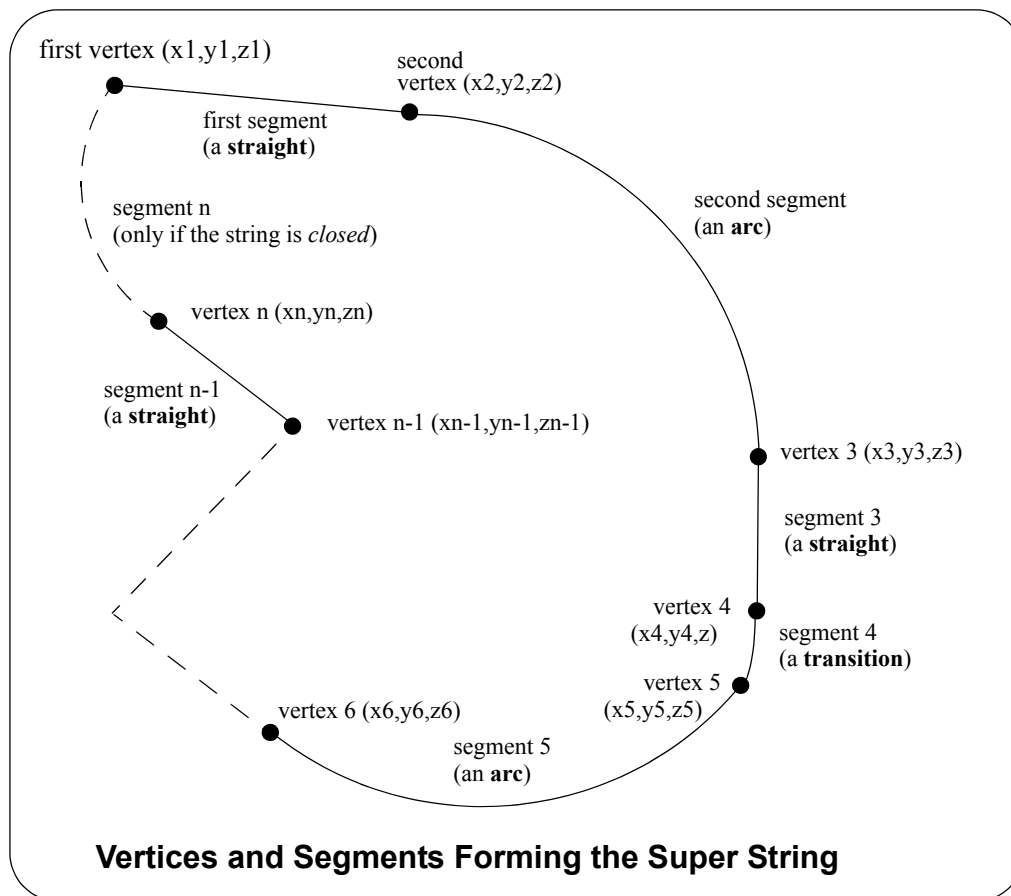 first vertex (x1,y1,z1)
second
vertex (x2,y2,z2)
first segment
(a straight)
second segment
(an arc)
segment n
(only if the string is closed)
vertex n (xn,yn,zn)
segment n-1
(a straight)
vertex n-1 (xn-1,yn-1,zn-1)
vertex 3 (x3,y3,z3)
segment 3
(a straight)
vertex 4
(x4,y4,z)
segment 4
(a transition)
vertex 5
(x5,y5,z5)
vertex 6 (x6,y6,z6)
segment 5
(an arc)
Vertices and Segments Forming the Super String